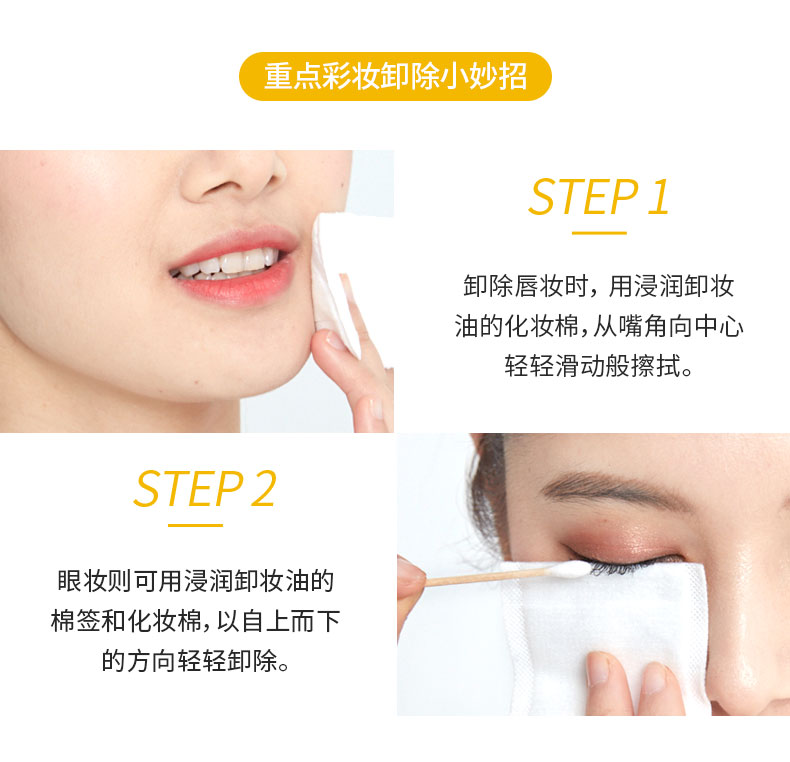 重点彩妆卸除小妙招
STEP 1
卸除唇妆时，用浸润卸妆
油的化妆棉，从嘴角向中心
轻轻滑动般擦拭。
STEP 2
眼妆则可用浸润卸妆油的
棉签和化妆棉，以自上而下
的方向轻轻卸除。